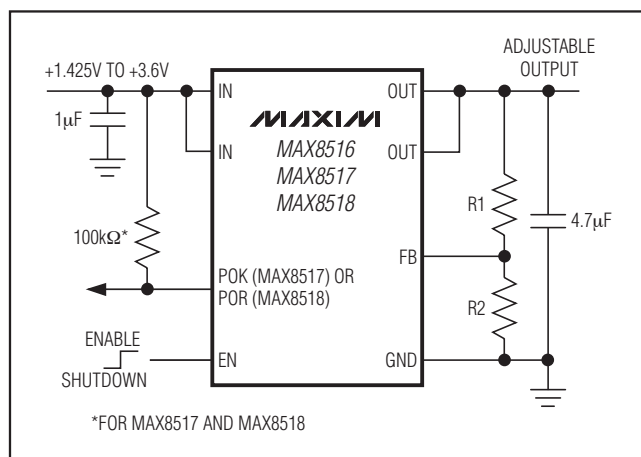 +1.425V TO +3.6V
ADJUSTABLE
OUTPUT
IN
OUT
1μF
MAXIM
IN
OUT
MAX8516
MAX8517
MAX8518
R1
4.7μF
100kΩ*
FB
POK (MAX8517) OR
POR (MAX8518)
R2
ENABLE
EN
GND
SHUTDOWN
*FOR MAX8517 AND MAX8518